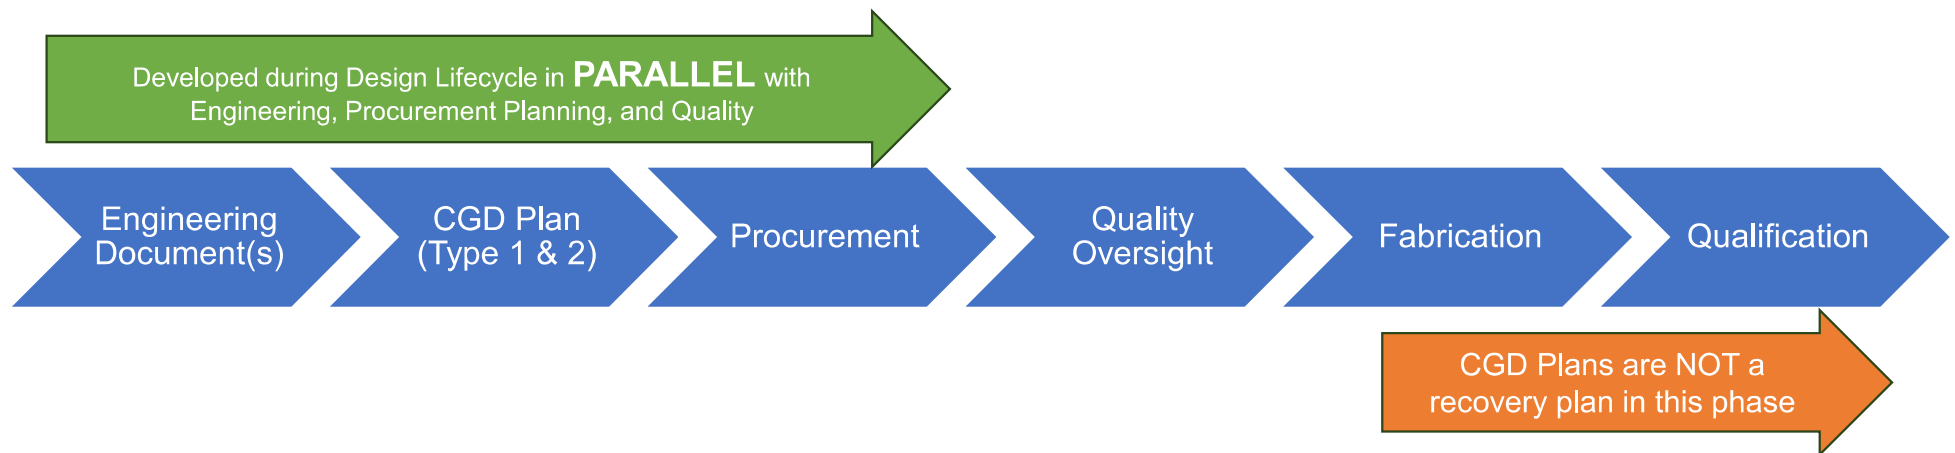 Developed during Design Lifecycle in PARALLEL with
Engineering, Procurement Planning, and Quality
Engineering
Document(s)
CGD Plan
(Type 1 & 2)
Procurement
Quality
Oversight
Fabrication
Qualification
CGD Plans are NOT a
recovery plan in this phase